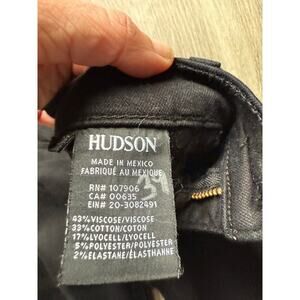 HUDSON
MADE IN MEXICO
FABRIQUÉ AU MEXIQUE
RN# 107906
CA# 00635
EIN# 20-3082491
43%VISCOSE/VISCOSE
33%COTTON/COTON
17%LYOCELL/LYOCELL
5%POLYESTER/POLYESTER
2%ELASTANE/ÉLASTHANNE